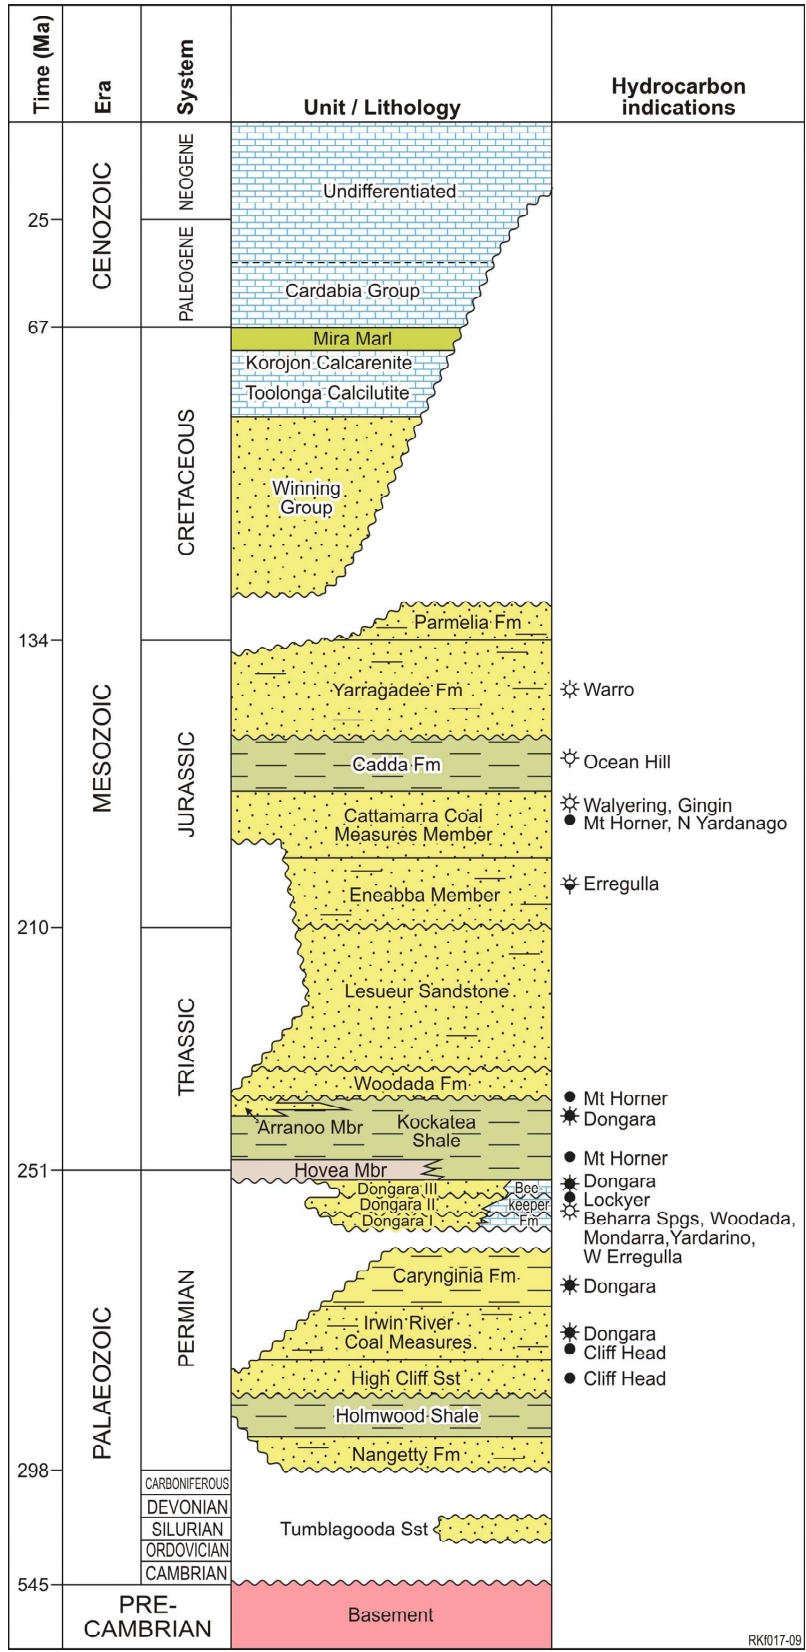 Time (Ma)
Era
System
Unit / Lithology
Hydrocarbon
indications
CENOZOIC
NEOGENE
Undifferentiated
25
PALEOGENE
Cardabia Group
67
MESOZOIC
CRETACEOUS
Mira Marl
Korojon Calcarenite
Toolonga Calcilutite
Winning
Group
Parmelia Fm
134
JURASSIC
Yarragadee Fm
Warro
Cadda Fm
Ocean Hill
Cattamarra Coal
Measures Member
Walyering, Gingin
Mt Horner, N Yardanago
Eneabba Member
Erregulla
210
TRIASSIC
Lesueur Sandstone
Woodada Fm
Mt Horner
Dongara
Arranoo Mbr
Kockatea
Shale
Mt Horner
Hovea Mbr
251
PALAEOZOIC
PERMIAN
Dongara III
Dongara II
Dongara I
Bee
keeper
Fm
Dongara
Lockyer
Beharra Spgs, Woodada,
Mondarra,Yardarino,
W Erregulla
Carynginia Fm
Dongara
Irwin River
Coal Measures
Dongara
Cliff Head
High Cliff Sst
Cliff Head
Holmwood Shale
Nangetty Fm
298
CARBONIFEROUS
DEVONIAN
SILURIAN
Tumblagooda Sst
ORDOVICIAN
CAMBRIAN
545
PRE-
CAMBRIAN
Basement
RKf017-09